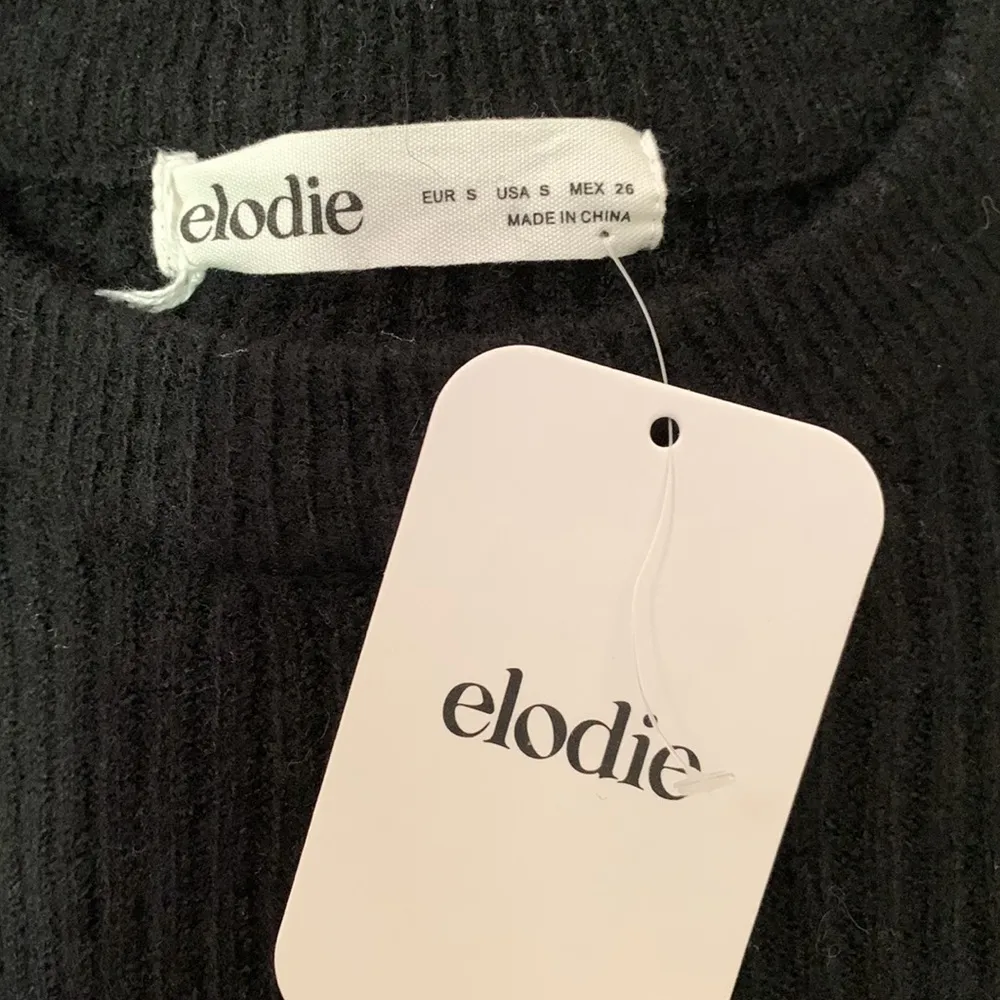 elodie
EUR S USA S MEX 26
MADE IN CHINA
elodie